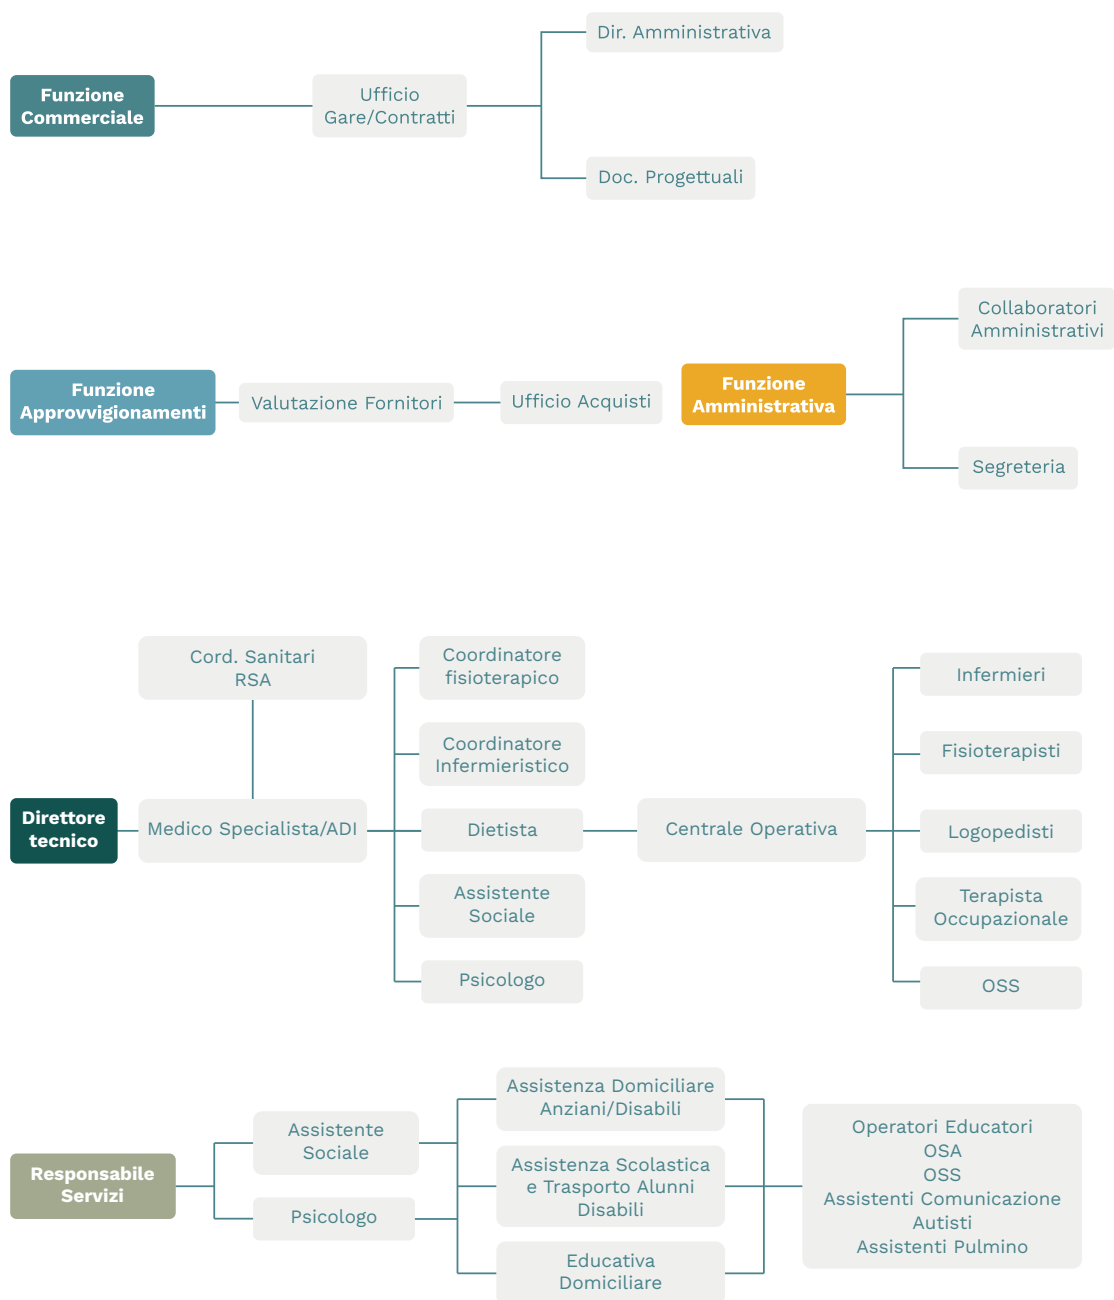 Dir. Amministrativa
Funzione
Commerciale
Ufficio
Gare/Contratti
Doc. Progettuali
Collaboratori
Amministrativi
Funzione
Approvvigionamenti
Valutazione Fornitori
Ufficio Acquisti
Funzione
Amministrativa
Segreteria
Cord. Sanitari
RSA
Coordinatore
fisioterapico
Infermieri
Coordinatore
Infermieristico
Fisioterapisti
Direttore
tecnico
Medico Specialista/ADI
Dietista
Centrale Operativa
Logopedisti
Assistente
Sociale
Terapista
Occupazionale
Psicologo
OSS
Responsabile
Servizi
Assistente
Sociale
Psicologo
Assistenza Domiciliare
Anziani/Disabili
Assistenza Scolastica
e Trasporto Alunni
Disabili
Educativa
Domiciliare
Operatori Educatori
OSA
OSS
Assistenti Comunicazione
Autisti
Assistenti Pulmino